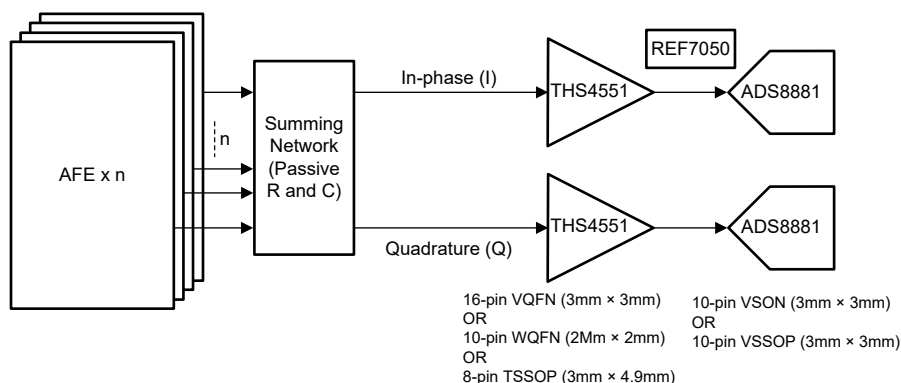 AFE x n
n
Summing
Network
(Passive
R and C)
In-phase (I)
Quadrature (Q)
THS4551
REF7050
ADS8881
THS4551
ADS8881
16-pin VQFN (3mm × 3mm)
OR
10-pin WQFN (2Mm × 2mm)
OR
8-pin TSSOP (3mm × 4.9mm)
10-pin VSON (3mm × 3mm)
OR
10-pin VSSOP (3mm × 3mm)